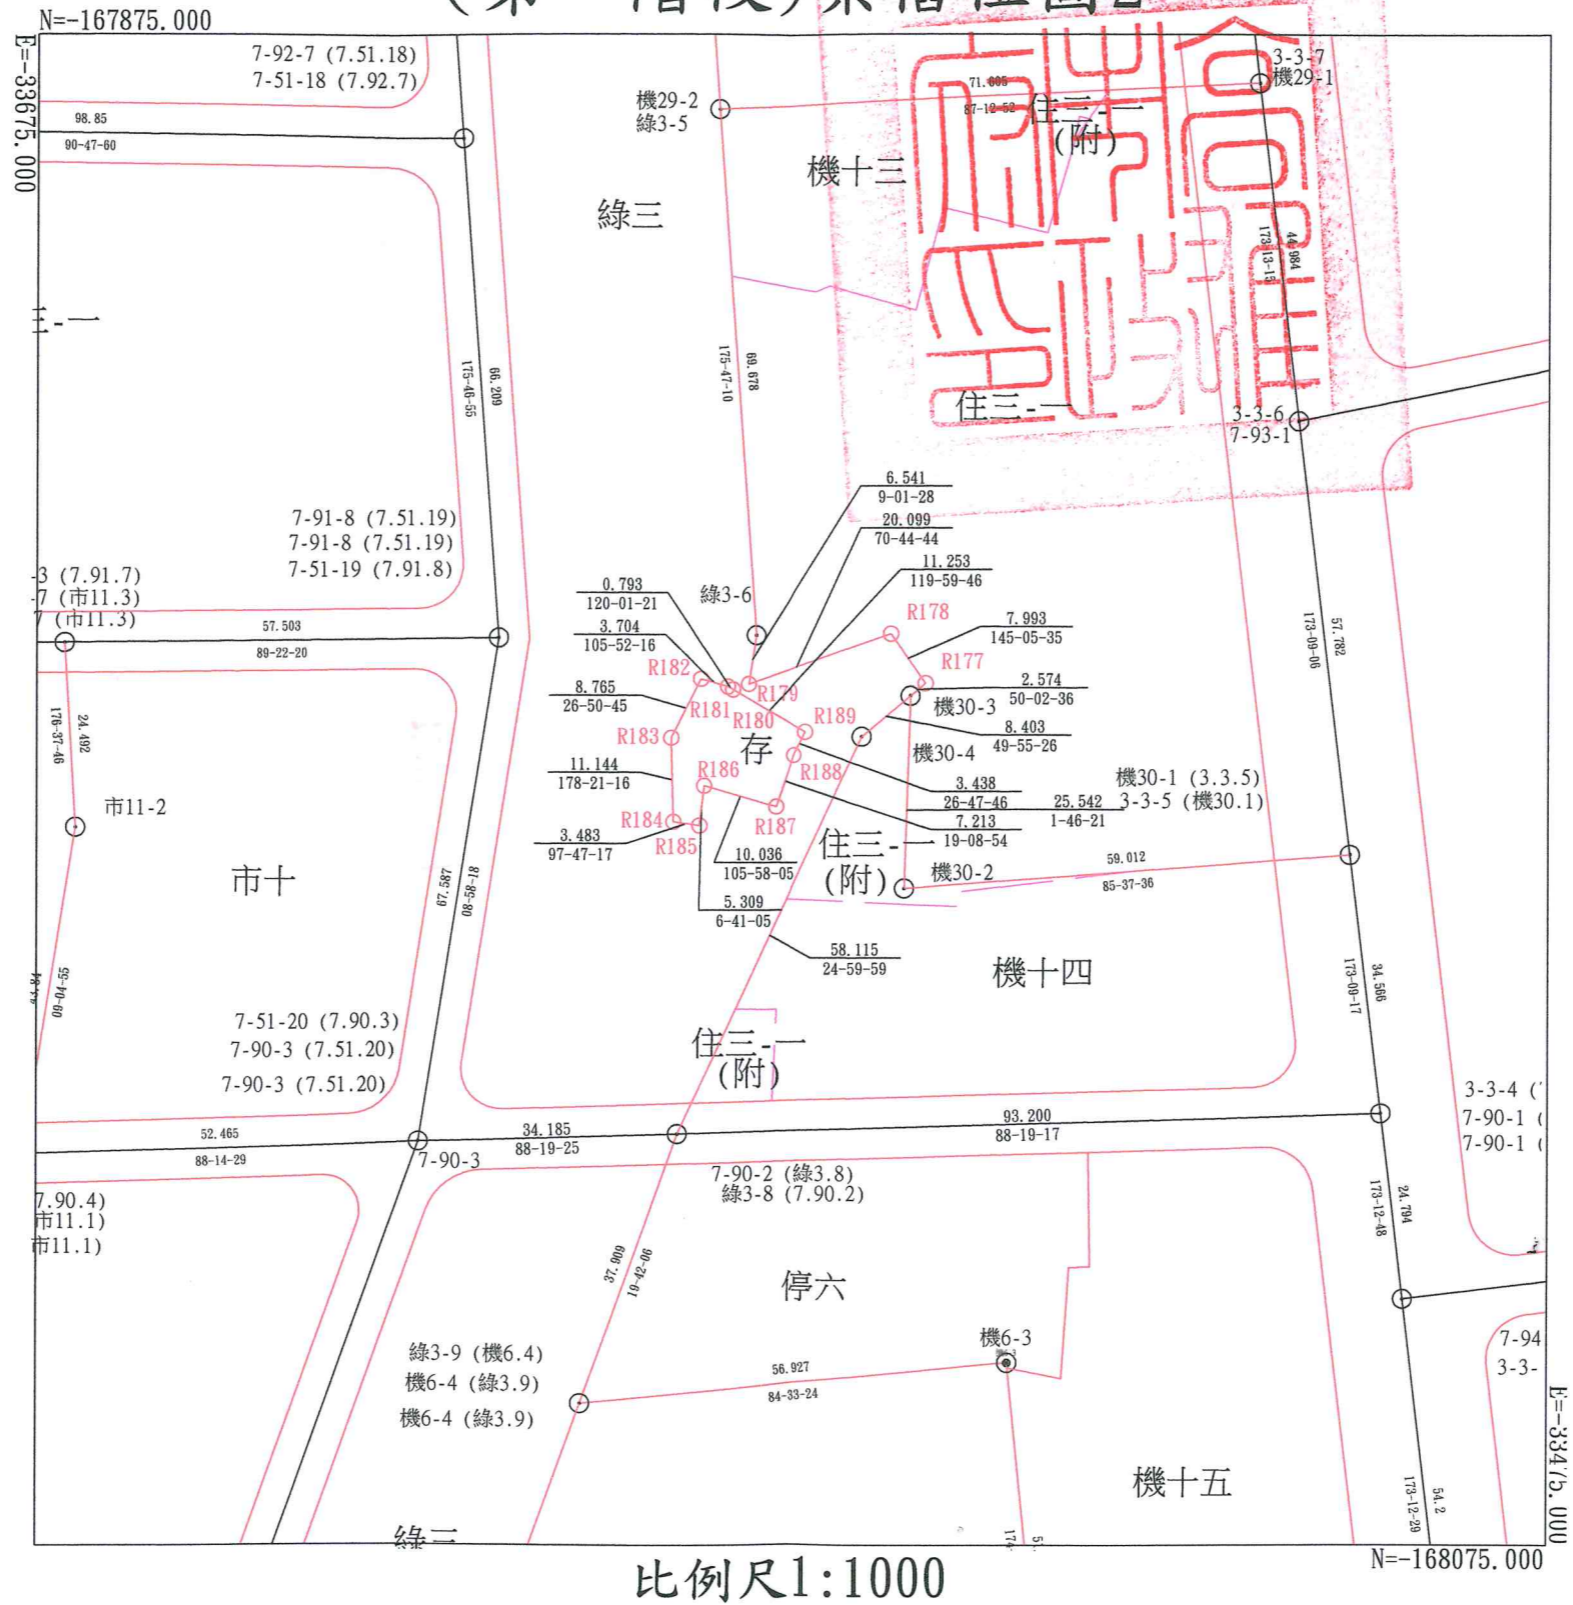 N=-167875.000
E=-33675.000
7-92-7 (7.51.18)
7-51-18 (7.92.7)
98.85
90-47-60
機29-2
綠3-5
71.605
87-12-52
3-3-7
機29-1
住三-一
(附)
機十三
綠三
44.984
173-13-15
175-46-55
66.209
175-47-10
69.678
住三-一
3-3-6
7-93-1
6.541
9-01-28
20.099
70-44-44
11.253
119-59-46
7-91-8 (7.51.19)
7-91-8 (7.51.19)
7-51-19 (7.91.8)
-3 (7.91.7)
-7 (市11.3)
7 (市11.3)
57.503
89-22-20
0.793
120-01-21
3.704
105-52-16
綠3-6
R178
7.993
145-05-35
R177
2.574
50-02-36
173-09-06
57.782
R182
R179
R181
R180
8.765
26-50-45
機30-3
R189
8.403
49-55-26
R183
存
機30-4
R188
176-37-46
24.492
11.144
178-21-16
R186
3.438
26-47-46
機30-1 (3.3.5)
3-3-5 (機30.1)
25.542
1-46-21
市11-2
R184
R187
7.213
19-08-54
R185
3.483
97-47-17
10.036
105-58-05
住三-一
(附)
機30-2
59.012
85-37-36
市十
67.587
08-58-18
5.309
6-41-05
58.115
24-59-59
機十四
173-09-17
34.566
09-04-55
7-51-20 (7.90.3)
7-90-3 (7.51.20)
7-90-3 (7.51.20)
住三-一
(附)
3-3-4 (
7-90-1 (
7-90-1 (
52.465
88-14-29
34.185
88-19-25
93.200
88-19-17
7-90-3
7-90-2 (綠3.8)
綠3-8 (7.90.2)
7.90.4)
市11.1)
市11.1)
173-12-48
24.794
37.909
19-42-06
停六
機6-3
綠3-9 (機6.4)
機6-4 (綠3.9)
機6-4 (綠3.9)
56.927
84-33-24
7-94
3-3-
機十五
173-12-29
54.2
E=-33475.000
綠三
N=-168075.000
比例尺1:1000